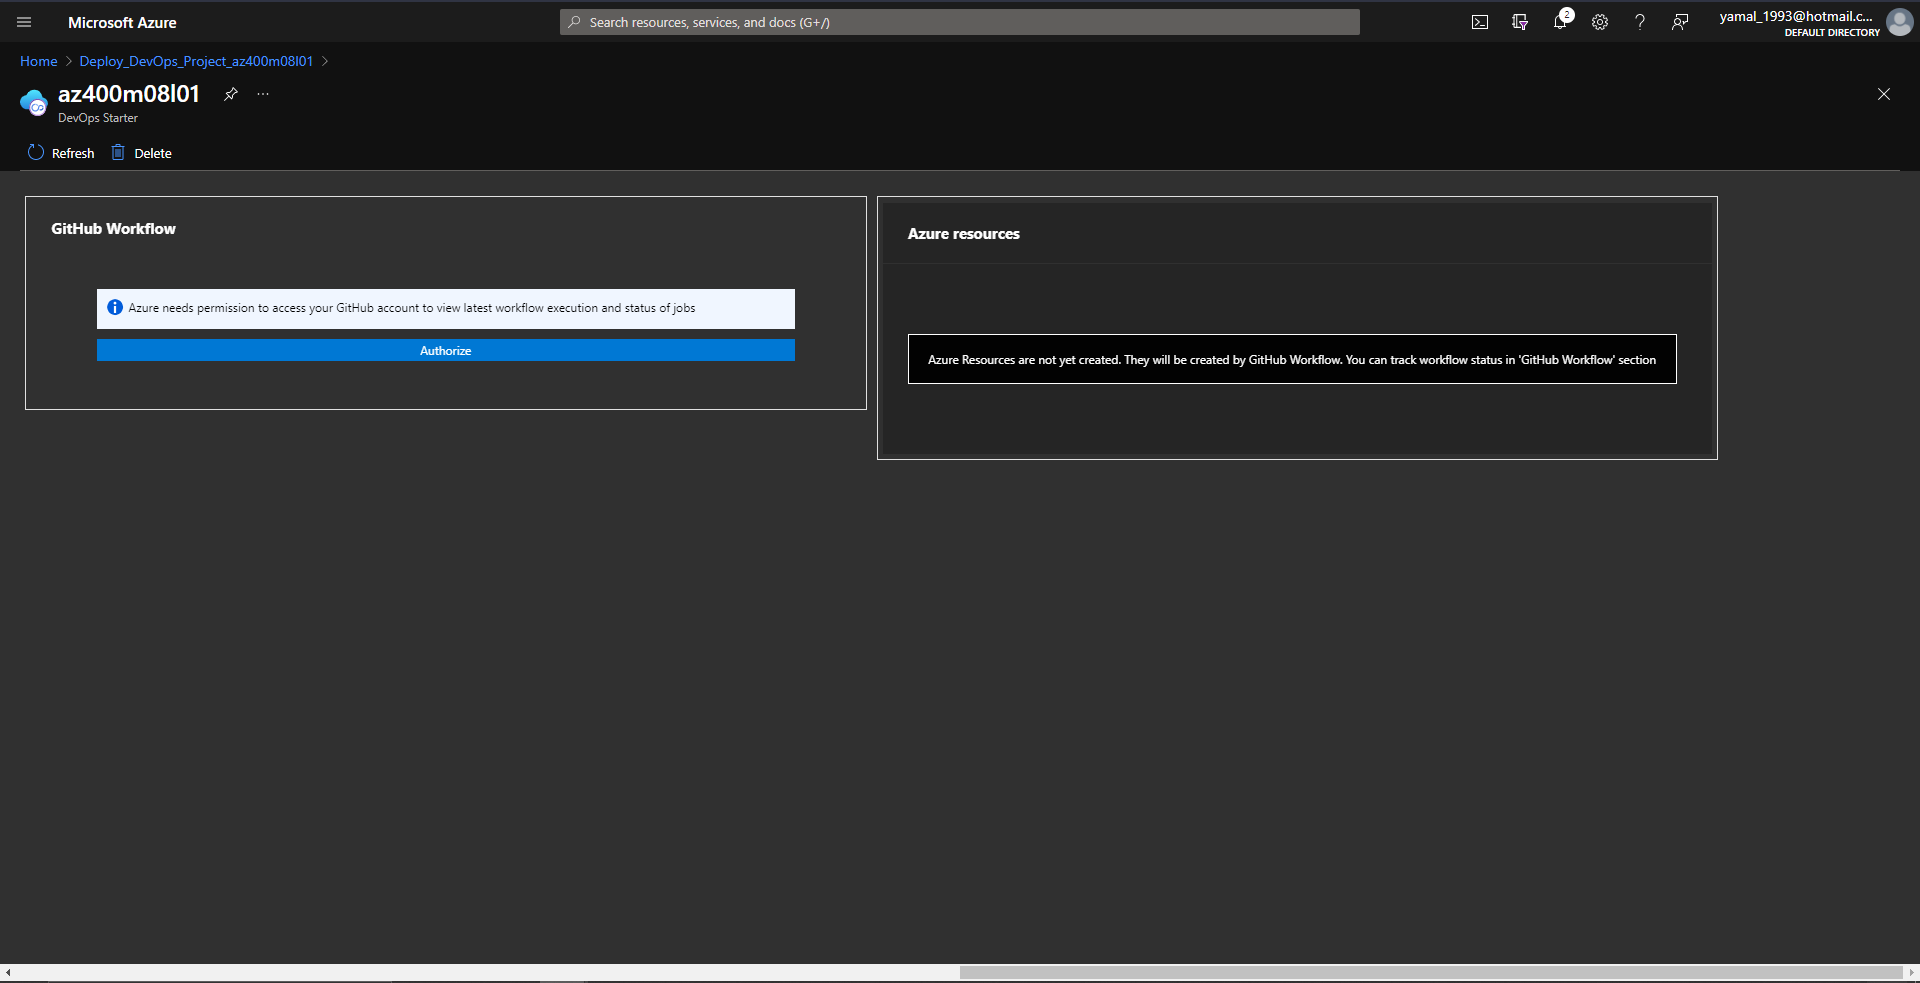 Microsoft Azure
Search resources, services, and docs (G+/)
2
yamal_1993@hotmail.c...
DEFAULT DIRECTORY
Home > Deploy_DevOps_Project_az400m08l01 >
az400m08l01
...
DevOps Starter
Refresh
Delete
GitHub Workflow
Azure needs permission to access your GitHub account to view latest workflow execution and status of jobs
Authorize
Azure resources
Azure Resources are not yet created. They will be created by GitHub Workflow. You can track workflow status in 'GitHub Workflow' section